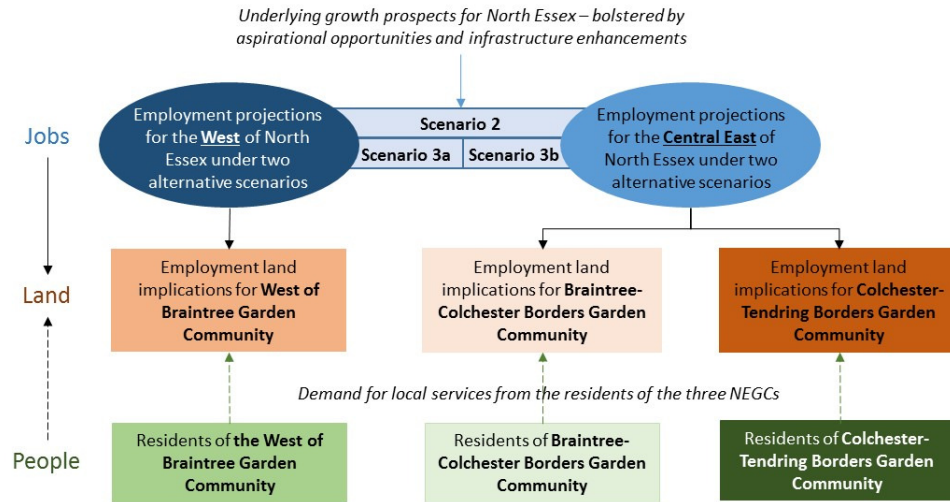 Underlying growth prospects for North Essex – bolstered by
aspirational opportunities and infrastructure enhancements
Jobs
Employment projections
for the West of North
Essex under two
alternative scenarios
Scenario 2
Scenario 3a
Scenario 3b
Employment projections
for the Central East of
North Essex under two
alternative scenarios
Land
Employment land
implications for West of
Braintree Garden
Community
Employment land
implications for Braintree-
Colchester Borders Garden
Community
Employment land
implications for Colchester-
Tendring Borders Garden
Community
Demand for local services from the residents of the three NEGCs
People
Residents of the West of
Braintree Garden
Community
Residents of Braintree-
Colchester Borders Garden
Community
Residents of Colchester-
Tendring Borders Garden
Community